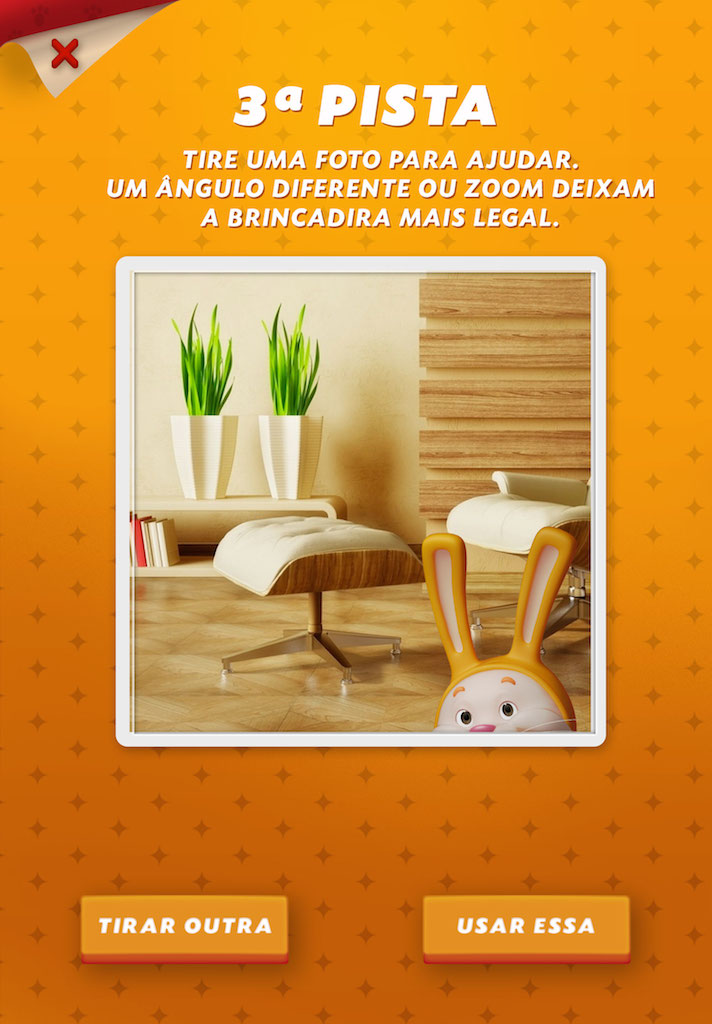 3ª PISTA
TIRE UMA FOTO PARA AJUDAR.
UM ÂNGULO DIFERENTE OU ZOOM DEIXAM
A BRINCADIRA MAIS LEGAL.
TIRAR OUTRA
USAR ESSA